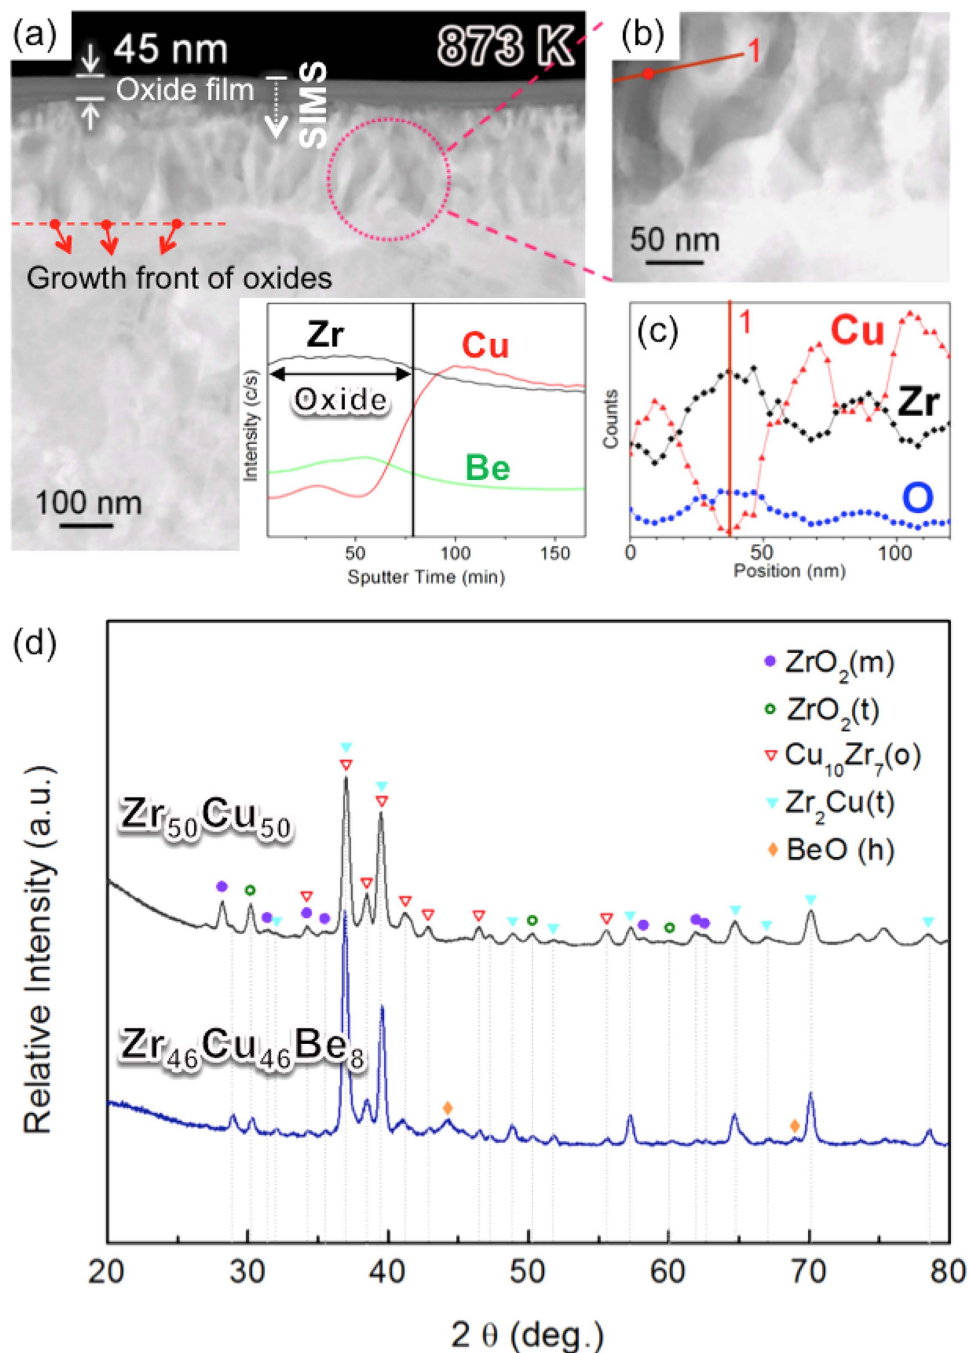 (a)
45 nm
Oxide film
SIMS
873 K
Growth front of oxides
100 nm
Zr
Cu
Oxide
Be
Intensity (c/s)
50 100 150
Sputter Time (min)
(b)
1
50 nm
(c)
1
Cu
Zr
O
Counts
0 50 100
Position (nm)
(d)
ZrO₂(m)
ZrO₂(t)
Cu₁₀Zr₇(o)
Zr₂Cu(t)
BeO (h)
Zr₅₀Cu₅₀
Zr₄₆Cu₄₆Be₈
Relative Intensity (a.u.)
20 30 40 50 60 70 80
2 θ (deg.)